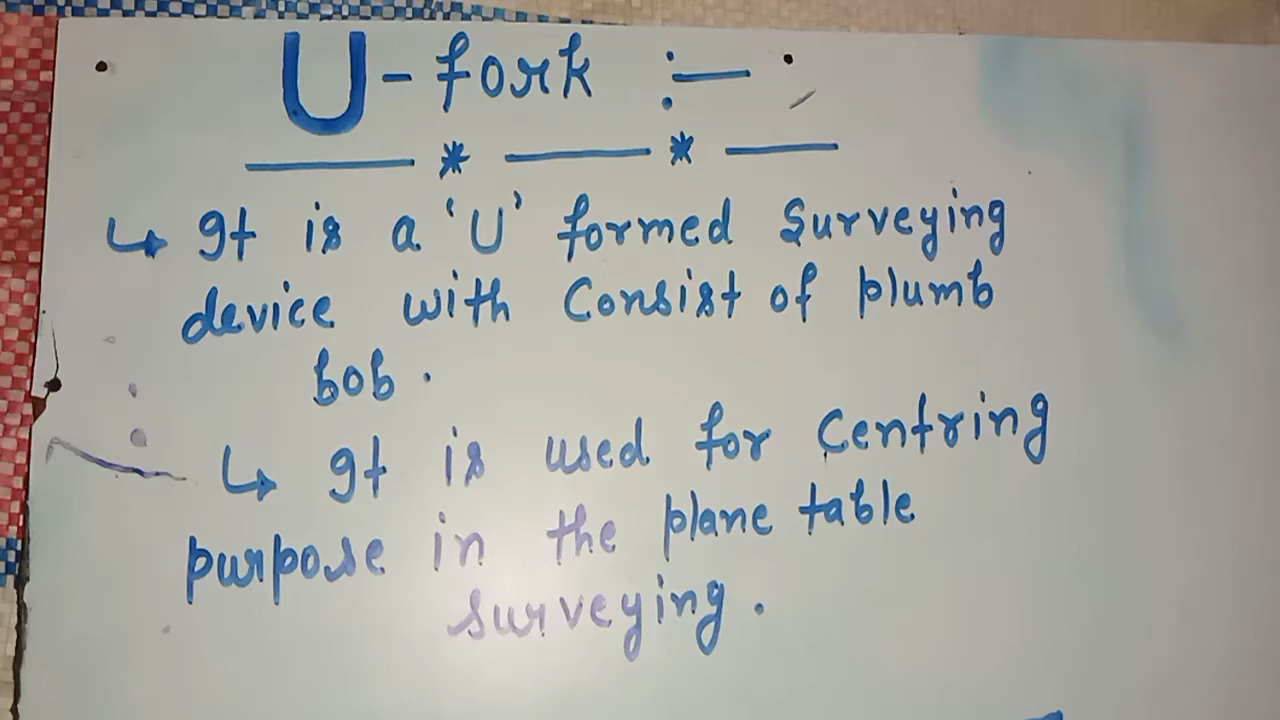 U-fork :-
— * — * —
↳ It is a 'U' formed Surveying
device with Consist of plumb
bob.
↳ It is used for Centring
purpose in the plane table
surveying.